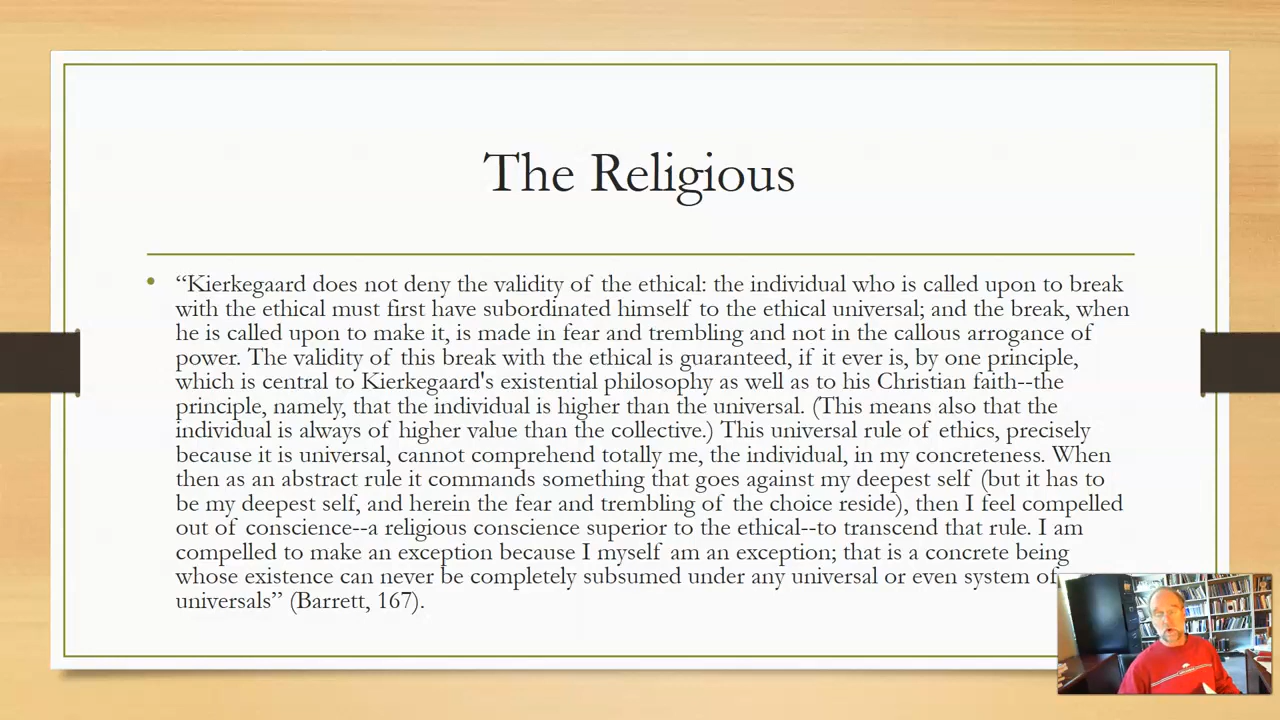 The Religious
• “Kierkegaard does not deny the validity of the ethical: the individual who is called upon to break
with the ethical must first have subordinated himself to the ethical universal; and the break, when
he is called upon to make it, is made in fear and trembling and not in the callous arrogance of
power. The validity of this break with the ethical is guaranteed, if it ever is, by one principle,
which is central to Kierkegaard's existential philosophy as well as to his Christian faith--the
principle, namely, that the individual is higher than the universal. (This means also that the
individual is always of higher value than the collective.) This universal rule of ethics, precisely
because it is universal, cannot comprehend totally me, the individual, in my concreteness. When
then as an abstract rule it commands something that goes against my deepest self (but it has to
be my deepest self, and herein the fear and trembling of the choice reside), then I feel compelled
out of conscience--a religious conscience superior to the ethical--to transcend that rule. I am
compelled to make an exception because I myself am an exception; that is a concrete being
whose existence can never be completely subsumed under any universal or even system of
universals” (Barrett, 167).